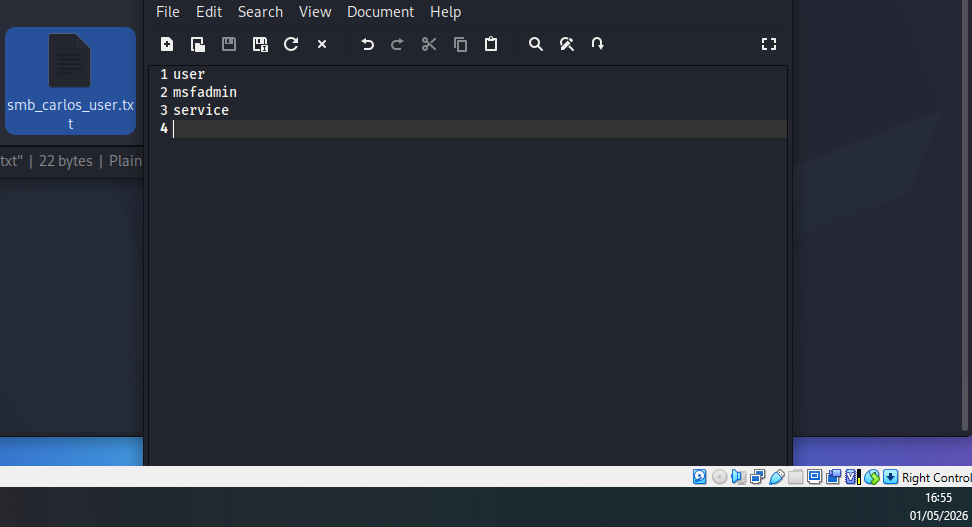 File Edit Search View Document Help
smb_carlos_user.tx
t
1 user
2 msfadmin
3 service
4
txt" | 22 bytes | Plain
Right Control
16:55
01/05/2026